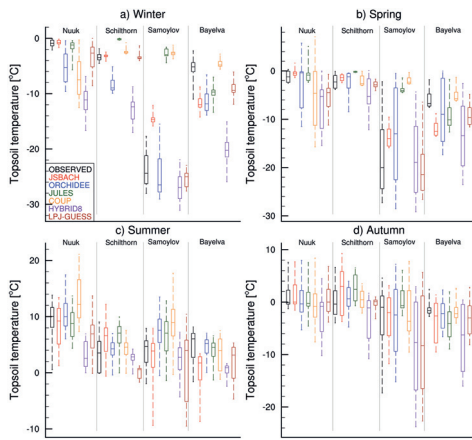 a) Winter
Nuuk Schilthorn Samoylov Bayelva
Topsoil temperature [°C]
0
-10
-20
-30
OBSERVED
JSBACH
ORCHIDEE
JULES
COUP
HYBRID8
LPJ-GUESS
b) Spring
Nuuk Schilthorn Samoylov Bayelva
Topsoil temperature [°C]
10
0
-10
-20
-30
c) Summer
Nuuk Schilthorn Samoylov Bayelva
Topsoil temperature [°C]
20
10
0
-10
d) Autumn
Nuuk Schilthorn Samoylov Bayelva
Topsoil temperature [°C]
10
0
-10
-20